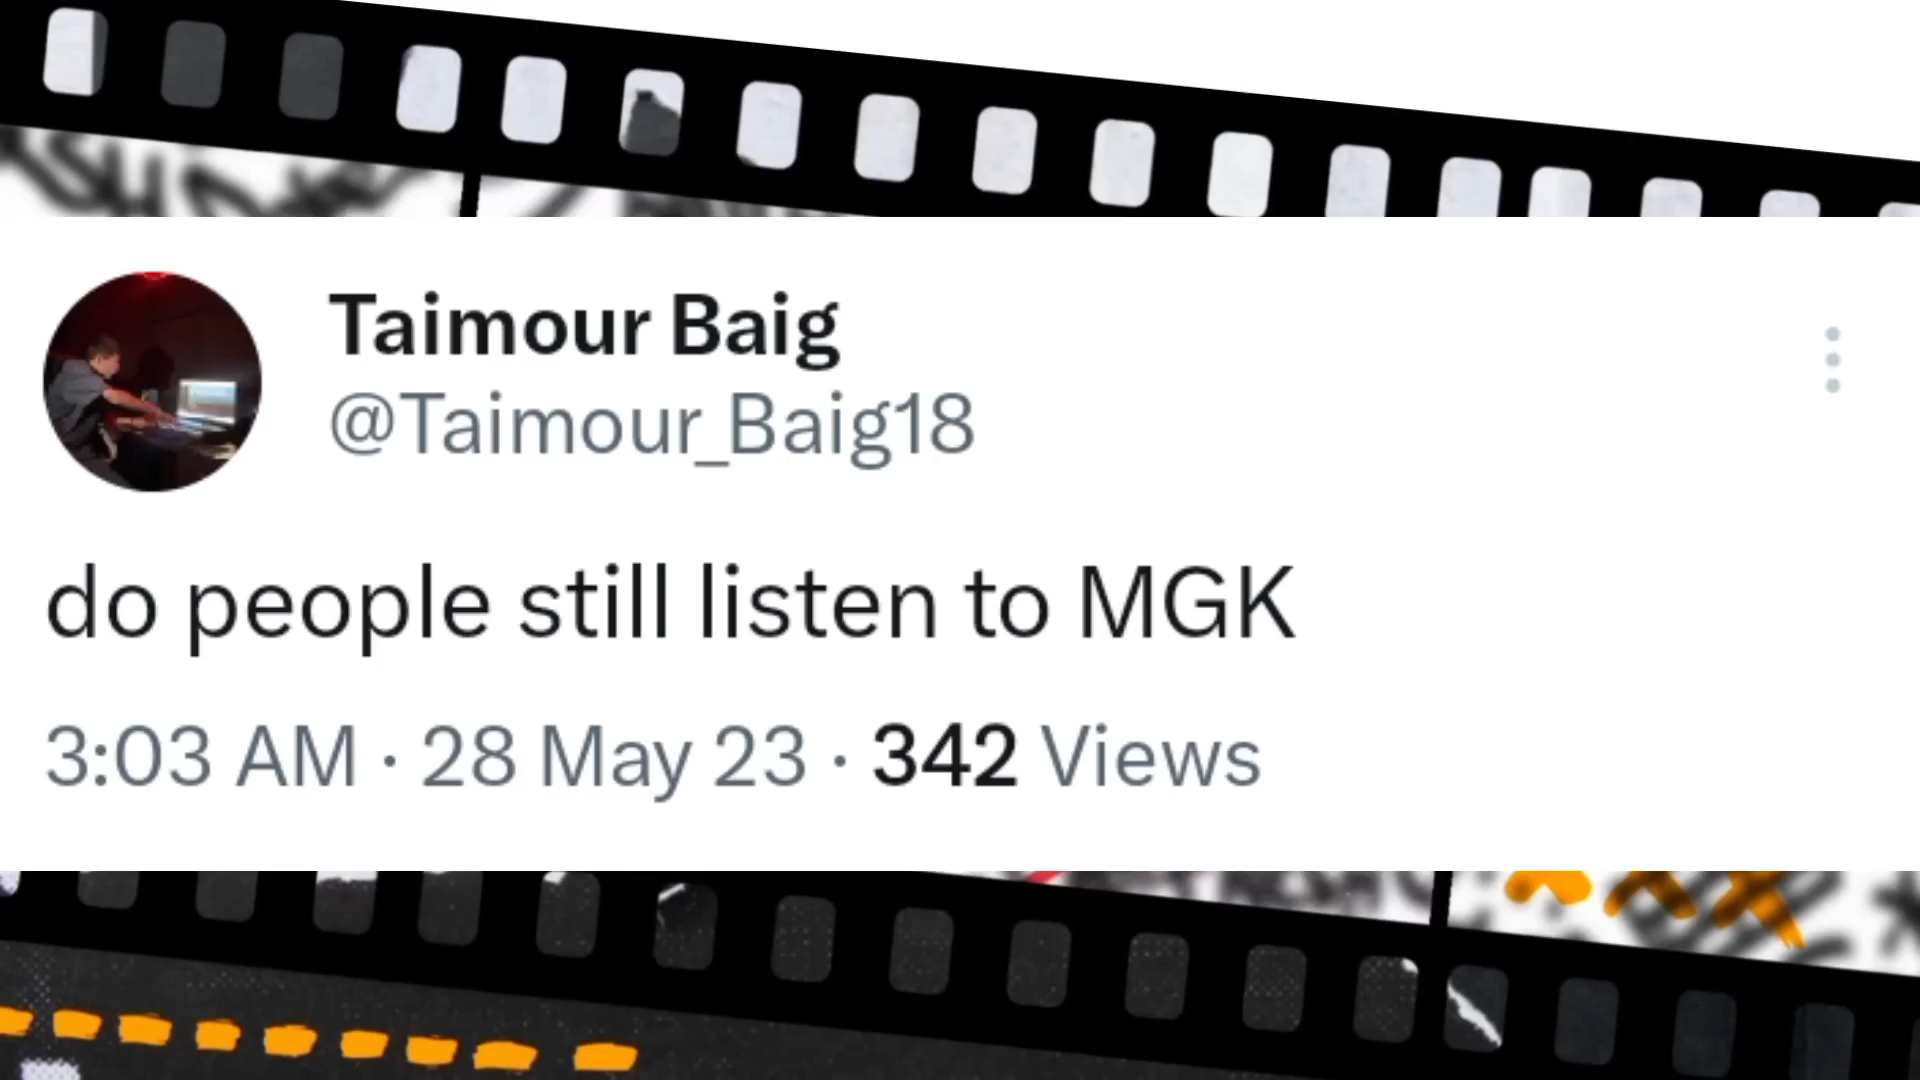 Taimour Baig
@Taimour_Baig18
do people still listen to MGK
3:03 AM · 28 May 23 · 342 Views